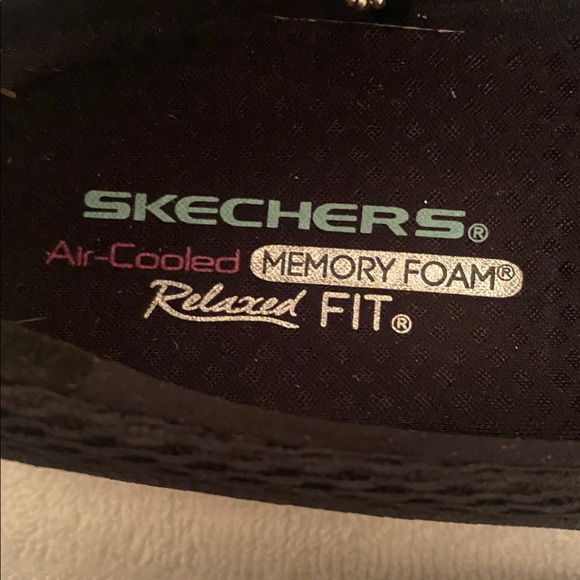 SKECHERS®
Air-Cooled MEMORY FOAM®
Relaxed FIT®